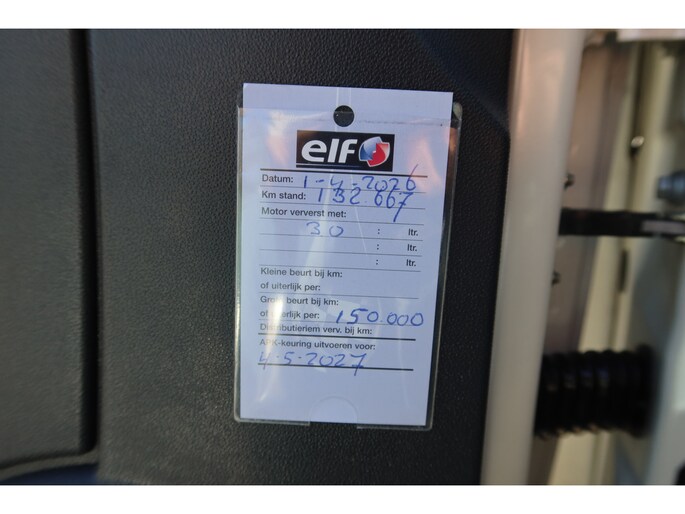 elf
Datum: 1-4-2026
Km stand: 132.667
Motor ververst met:
30 : ltr.
: ltr.
: ltr.
Kleine beurt bij km:
of uiterlijk per:
Grote beurt bij km:
of uiterlijk per: 150.000
Distributieriem verv. bij km:
APK-keuring uitvoeren voor:
4-5-2027